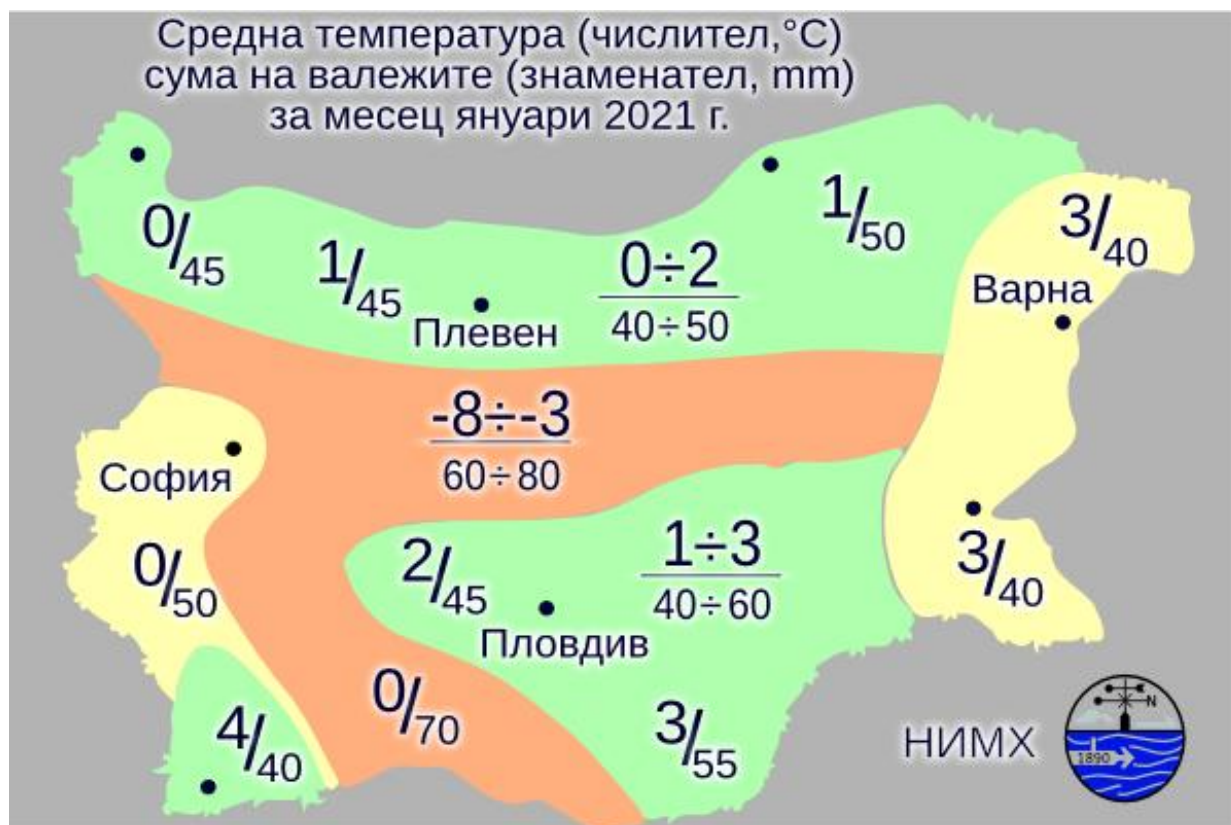 Средна температура (числител,°C)
сума на валежите (знаменател, mm)
за месец януари 2021 г.
0/45
1/45
Плевен
0÷2
40÷50
1/50
3/40
Варна
-8÷-3
60÷80
София
0/50
2/45
1÷3
40÷60
Пловдив
3/40
4/40
0/70
3/55
НИМХ
N
1890